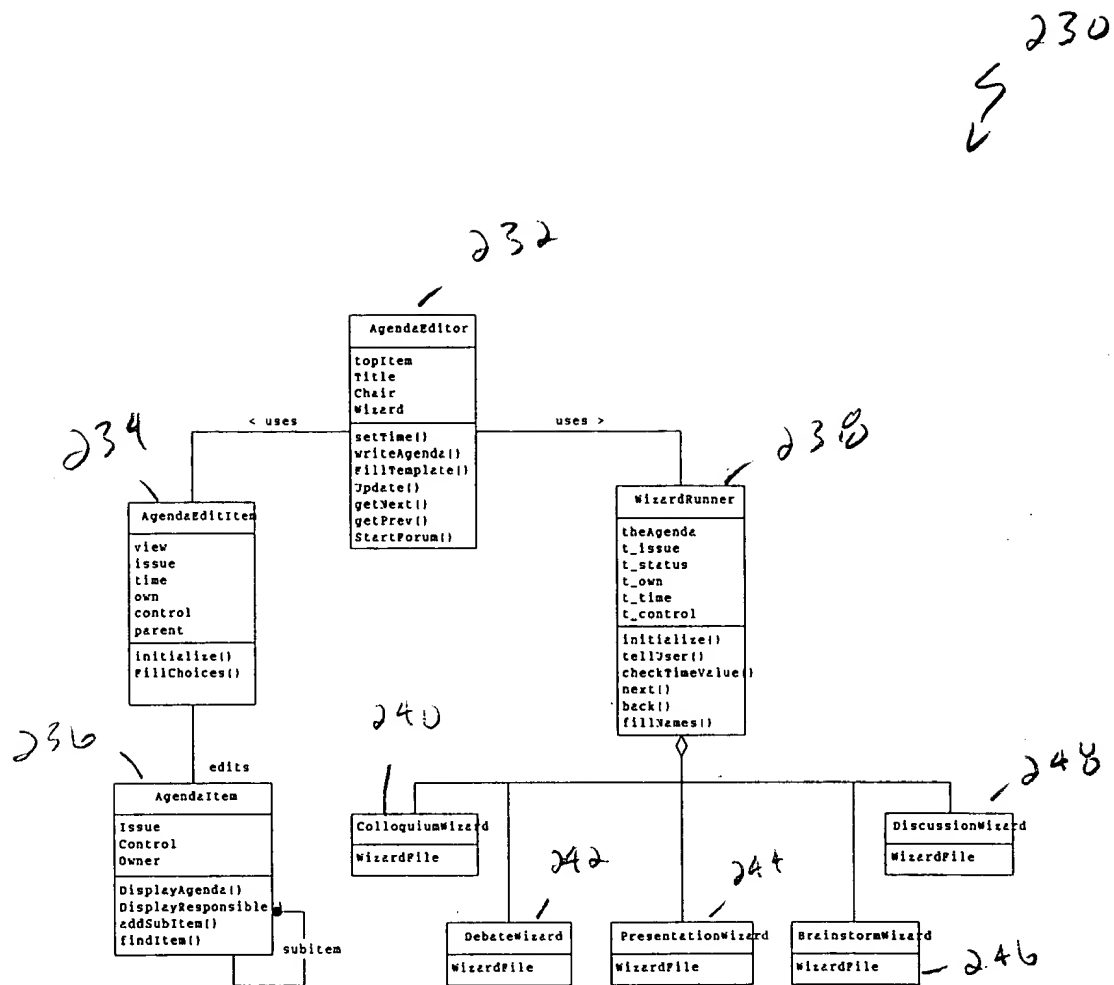 230
232
AgendaEditor
topItem
Title
Chair
Wizard
setTime()
writeAgenda()
FillTemplate()
Update()
getNext()
getPrev()
StartForum()
< uses
uses >
234
AgendaEditItem
view
issue
time
own
control
parent
initialize()
FillChoices()
238
WizardRunner
theAgenda
t_issue
t_status
t_own
t_time
t_control
initialize()
tellUser()
checkTimeValue()
next()
back()
fillNames()
236
edits
AgendaItem
Issue
Control
Owner
DisplayAgenda()
DisplayResponsible()
addSubItem()
findItem()
subitem
240
ColloquiumWizard
WizardFile
248
DiscussionWizard
WizardFile
242
DebateWizard
WizardFile
244
PresentationWizard
WizardFile
BrainstormWizard
WizardFile
246